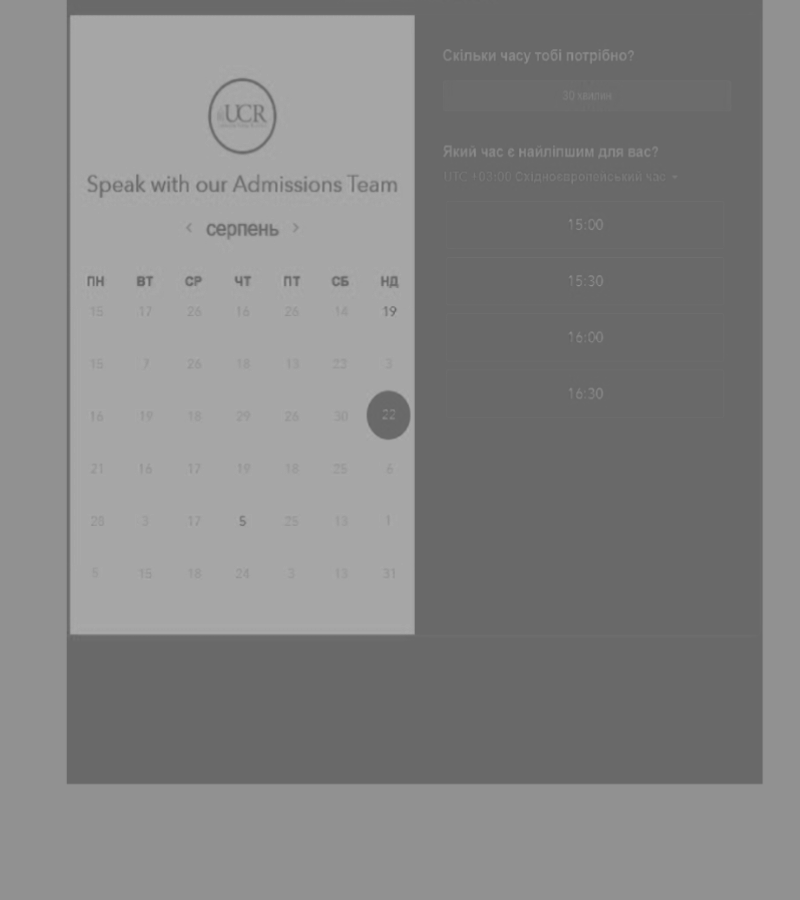 UCR
Speak with our Admissions Team
‹ серпень ›
ПН ВТ СР ЧТ ПТ СБ НД
15 17 26 16 26 14 19
15 7 26 18 13 23 3
16 19 18 29 26 30 22
21 16 17 19 18 25 6
28 3 17 5 25 13 1
5 15 18 24 3 13 31
Скільки часу тобі потрібно?
30 хвилин
Який час є найліпшим для вас?
UTC +03:00 Східноєвропейський час
15:00
15:30
16:00
16:30